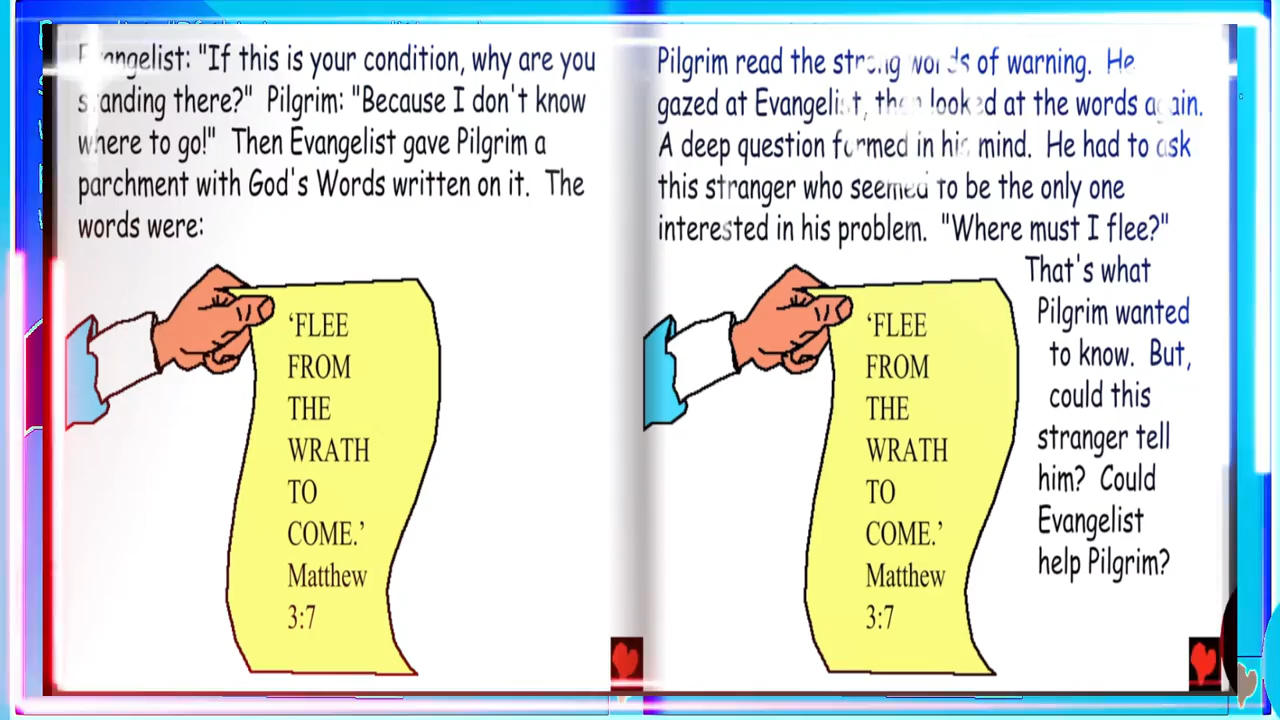 Evangelist: "If this is your condition, why are you
standing there?" Pilgrim: "Because I don't know
where to go!" Then Evangelist gave Pilgrim a
parchment with God's Words written on it. The
words were:
‘FLEE
FROM
THE
WRATH
TO
COME.’
Matthew
3:7
Pilgrim read the strong words of warning. He
gazed at Evangelist, then looked at the words again.
A deep question formed in his mind. He had to ask
this stranger who seemed to be the only one
interested in his problem. "Where must I flee?"
That's what
Pilgrim wanted
to know. But,
could this
stranger tell
him? Could
Evangelist
help Pilgrim?
‘FLEE
FROM
THE
WRATH
TO
COME.’
Matthew
3:7